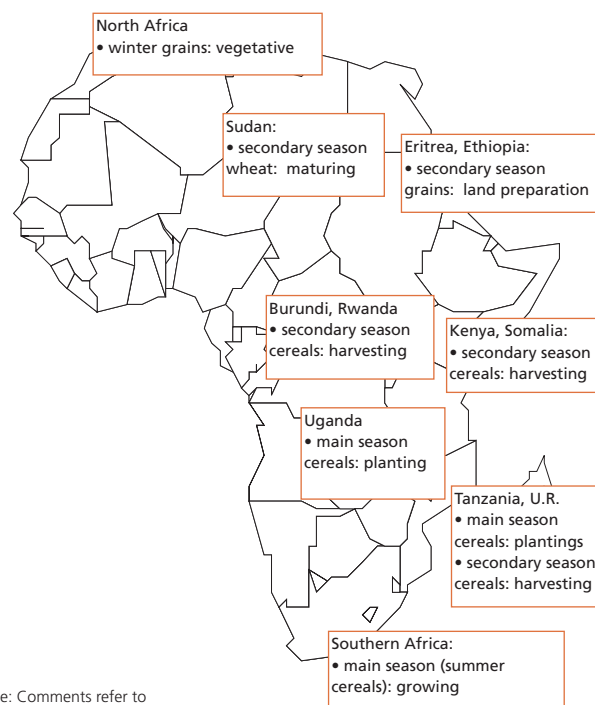 North Africa
• winter grains: vegetative
Sudan:
• secondary season
wheat: maturing
Eritrea, Ethiopia:
• secondary season
grains: land preparation
Burundi, Rwanda
• secondary season
cereals: harvesting
Kenya, Somalia:
• secondary season
cereals: harvesting
Uganda
• main season
cereals: planting
Tanzania, U.R.
• main season
cereals: plantings
• secondary season
cereals: harvesting
Southern Africa:
• main season (summer
cereals): growing
e: Comments refer to